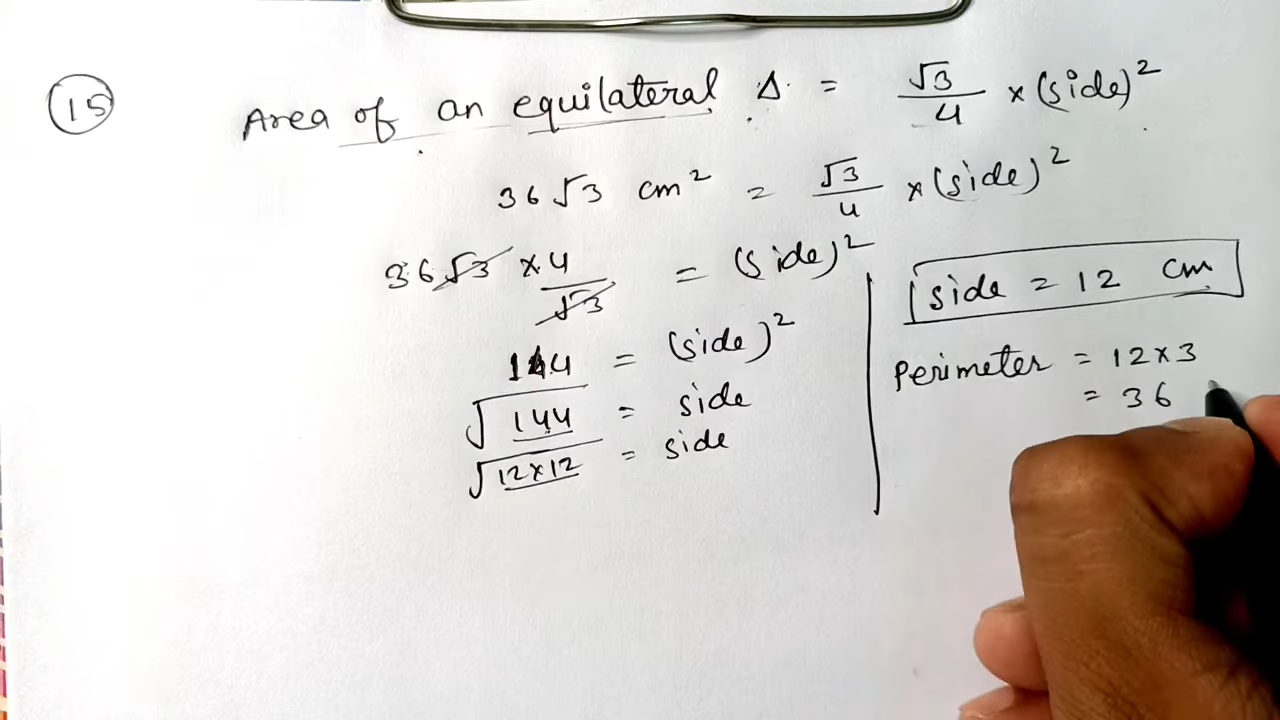 15
Area of an equilateral Δ = √3/4 × (side)²
36√3 cm² = √3/4 × (side)²
36√3 × 4/√3 = (side)²
144 = (side)²
√144 = side
√12×12 = side
side = 12 cm
Perimeter = 12×3
= 36